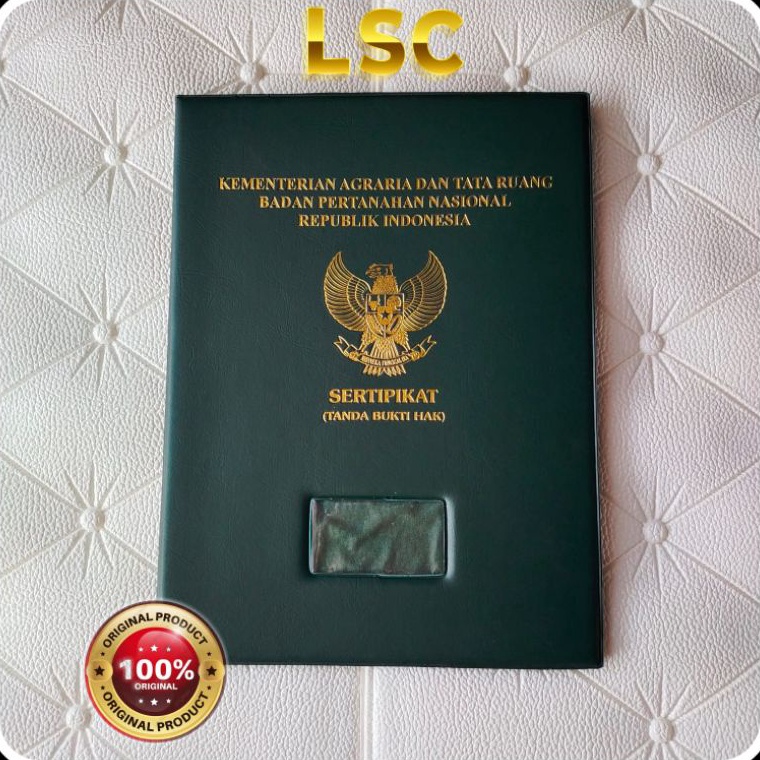 LSC
KEMENTERIAN AGRARIA DAN TATA RUANG
BADAN PERTANAHAN NASIONAL
REPUBLIK INDONESIA
SERTIPIKAT
(TANDA BUKTI HAK)
ORIGINAL PRODUCT
100%
ORIGINAL
ORIGINAL PRODUCT